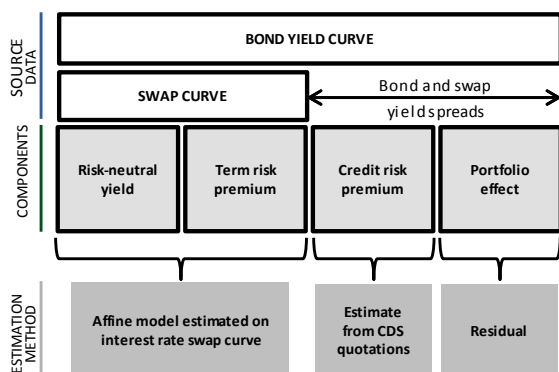 SOURCE
DATA
BOND YIELD CURVE
SWAP CURVE
Bond and swap
yield spreads
COMPONENTS
Risk-neutral
yield
Term risk
premium
Credit risk
premium
Portfolio
effect
ESTIMATION
METHOD
Affine model estimated on
interest rate swap curve
Estimate
from CDS
quotations
Residual